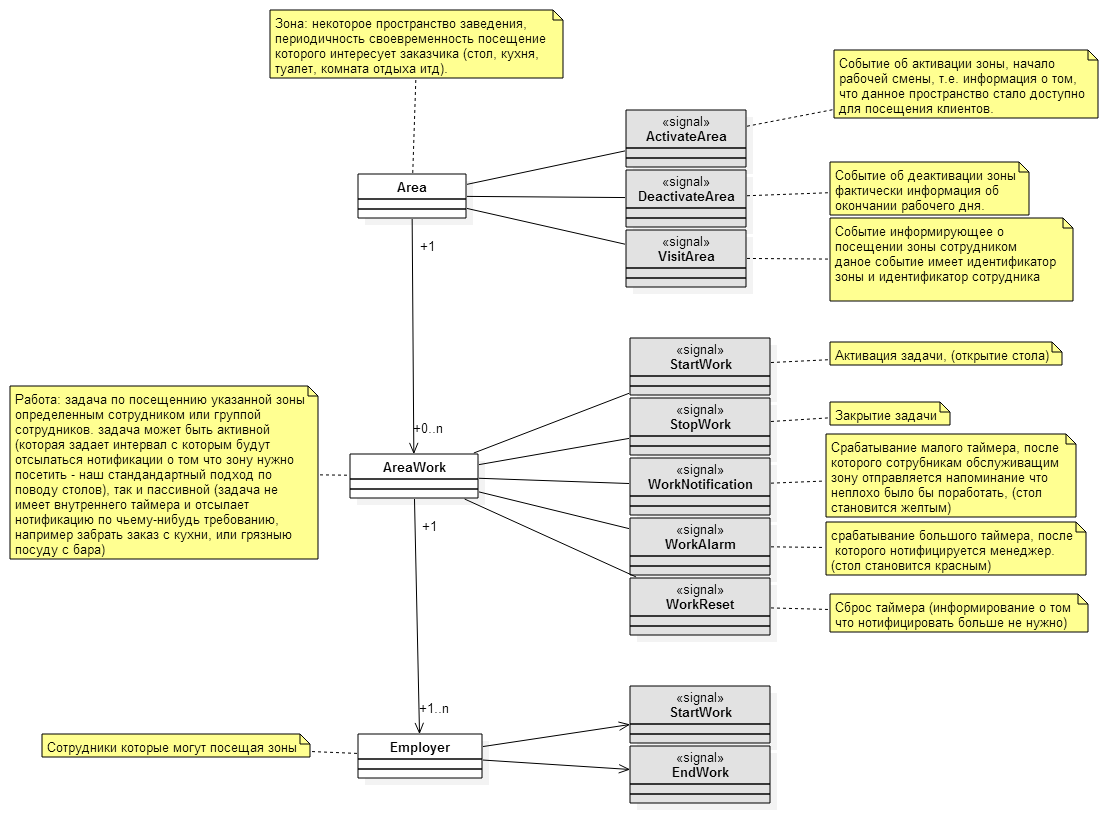 Зона: некоторое пространство заведения,
периодичность своевременность посещение
которого интересует заказчика (стол, кухня,
туалет, комната отдыха итд).
Событие об активации зоны, начало
рабочей смены, т.е. информация о том,
что данное пространство стало доступно
для посещения клиентов.
«signal»
ActivateArea
Area
«signal»
DeactivateArea
Событие об деактивации зоны
фактически информация об
окончании рабочего дня.
«signal»
VisitArea
Событие информирующее о
посещении зоны сотрудником
даное событие имеет идентификатор
зоны и идентификатор сотрудника
+1
+0..n
«signal»
StartWork
Активация задачи, (открытие стола)
«signal»
StopWork
Закрытие задачи
Работа: задача по посещеннию указанной зоны
определенным сотрудником или группой
сотрудников. задача может быть активной
(которая задает интервал с которым будут
отсылаться нотификации о том что зону нужно
посетить - наш стандандартный подход по
поводу столов), так и пассивной (задача не
имеет внутреннего таймера и отсылает
нотификацию по чьему-нибудь требованию,
например забрать заказ с кухни, или грязныю
посуду с бара)
AreaWork
«signal»
WorkNotification
Срабатывание малого таймера, после
которого сотрубникам обслуживащим
зону отправляется напоминание что
неплохо было бы поработать, (стол
становится желтым)
«signal»
WorkAlarm
срабатывание большого таймера, после
которого нотифицируется менеджер.
(стол становится красным)
«signal»
WorkReset
Сброс таймера (информирование о том
что нотифицировать больше не нужно)
+1
+1..n
Сотрудники которые могут посещая зоны
Employer
«signal»
StartWork
«signal»
EndWork